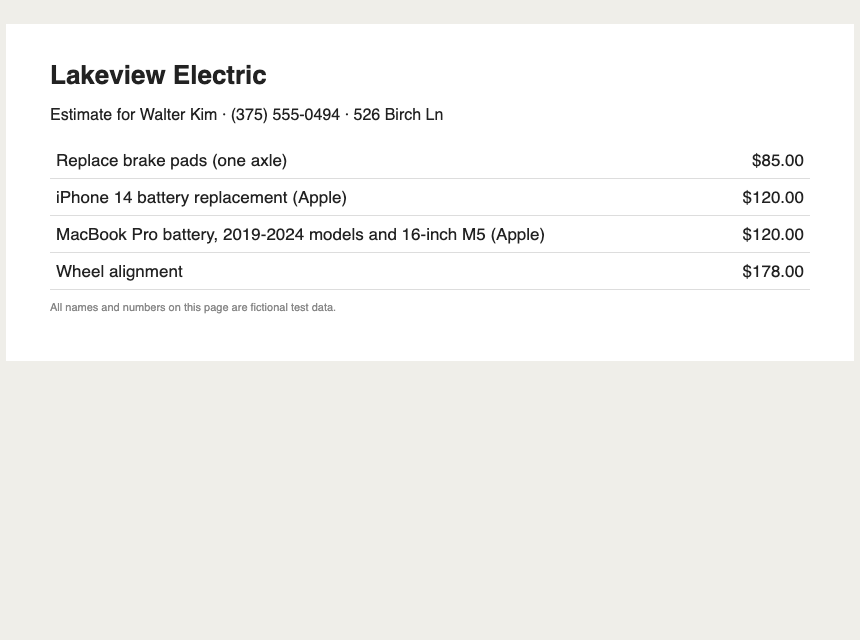 Lakeview Electric
Estimate for Walter Kim · (375) 555-0494 · 526 Birch Ln
Replace brake pads (one axle) $85.00
iPhone 14 battery replacement (Apple) $120.00
MacBook Pro battery, 2019-2024 models and 16-inch M5 (Apple) $120.00
Wheel alignment $178.00
All names and numbers on this page are fictional test data.